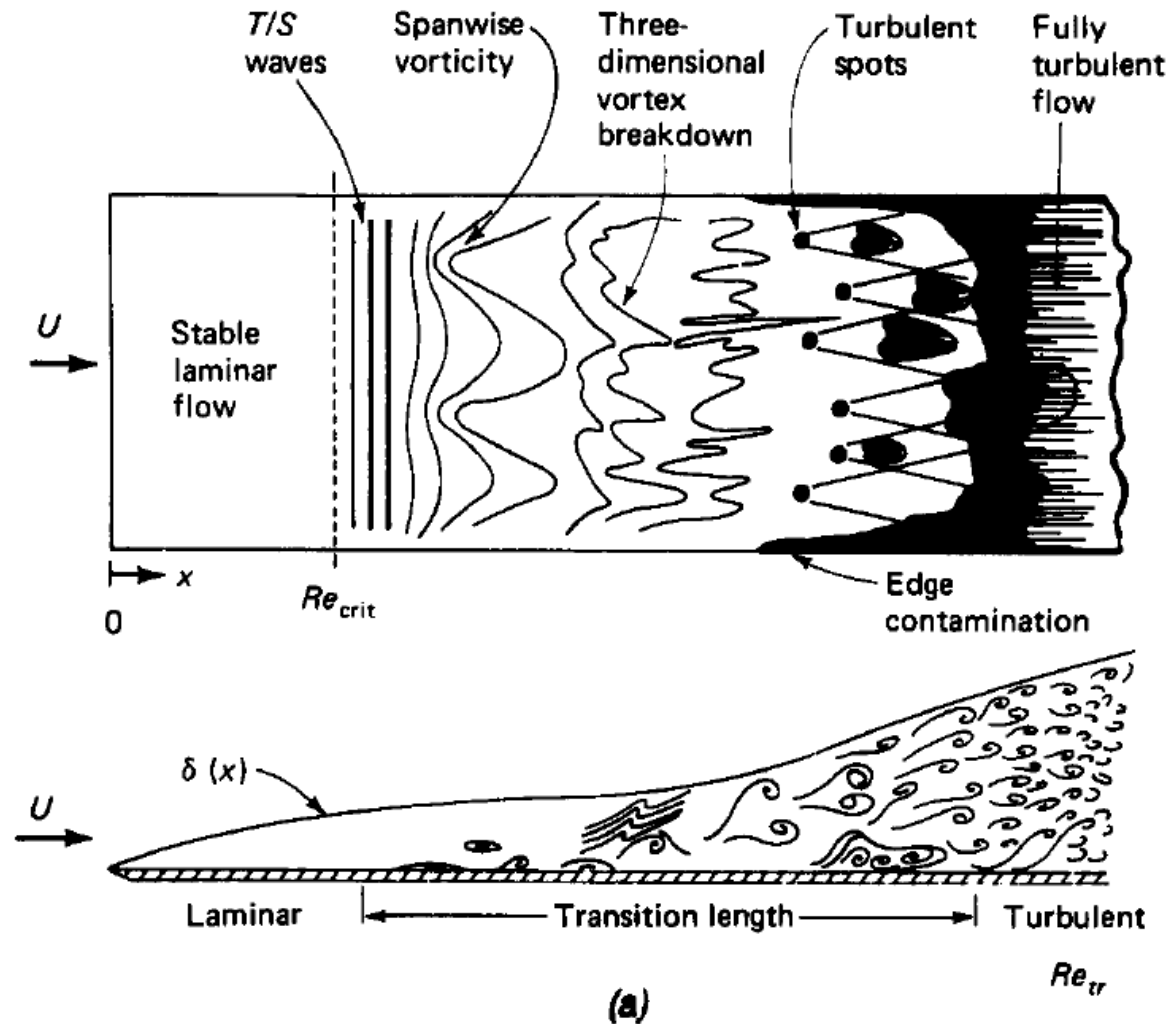 T/S
waves
Spanwise
vorticity
Three-
dimensional
vortex
breakdown
Turbulent
spots
Fully
turbulent
flow
U
Stable
laminar
flow
x
0
Re_crit
Edge
contamination
δ (x)
U
Laminar
Transition length
Turbulent
Re_tr
(a)